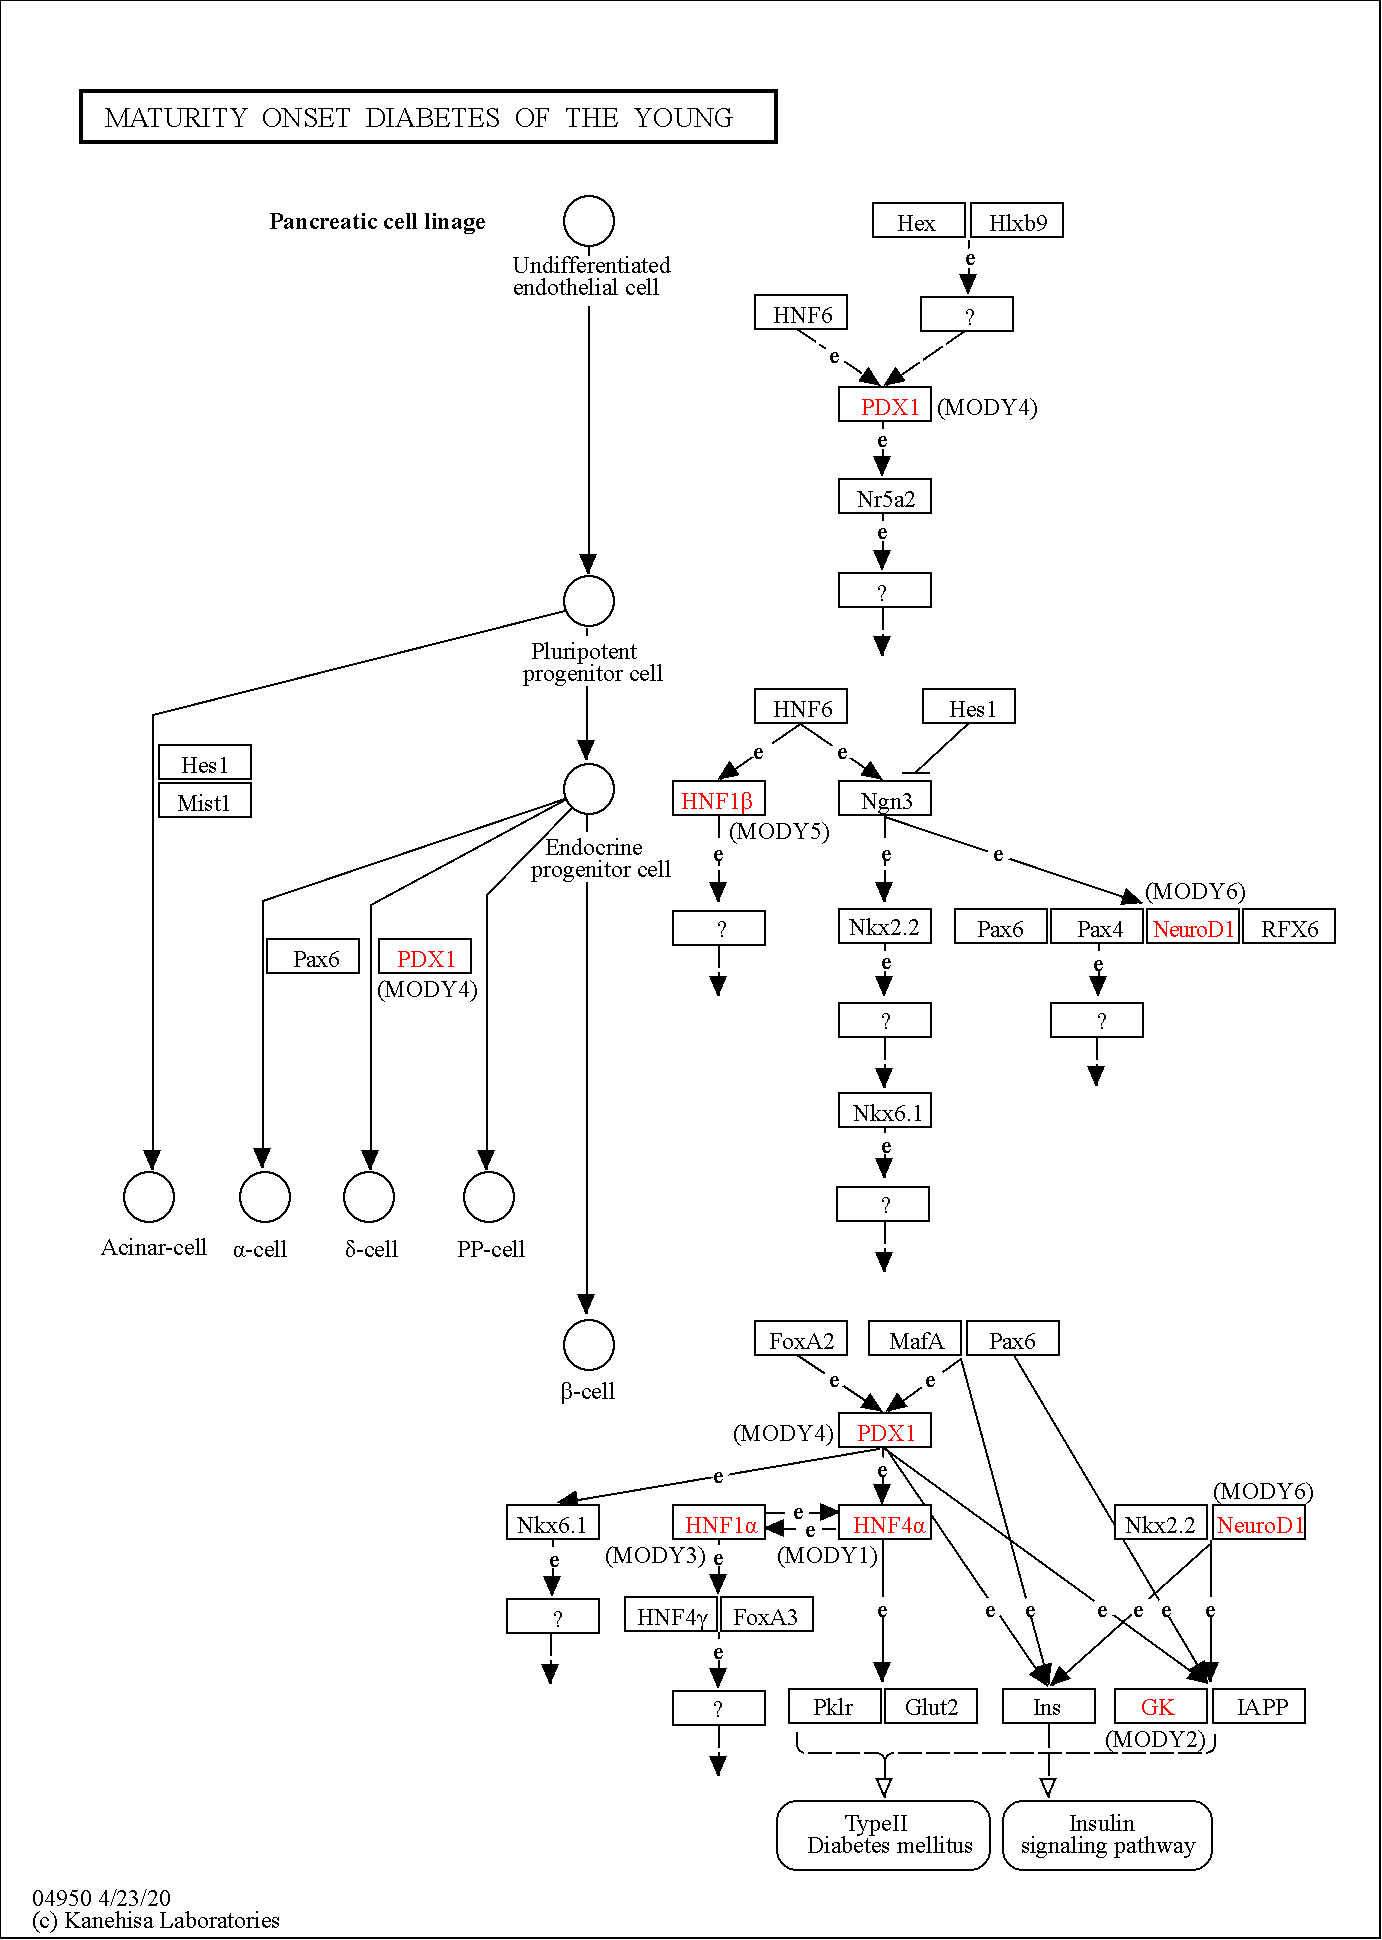 MATURITY ONSET DIABETES OF THE YOUNG
Pancreatic cell linage
Undifferentiated
endothelial cell
Hex
Hlxb9
e
HNF6
?
e
PDX1
(MODY4)
e
Nr5a2
e
?
Pluripotent
progenitor cell
HNF6
Hes1
e
e
Hes1
Mist1
HNF1β
(MODY5)
Ngn3
Endocrine
progenitor cell
e
e
e
(MODY6)
?
Nkx2.2
Pax6
Pax4
NeuroD1
RFX6
Pax6
PDX1
(MODY4)
e
e
?
?
Nkx6.1
e
?
Acinar-cell
α-cell
δ-cell
PP-cell
β-cell
FoxA2
MafA
Pax6
e
e
(MODY4)
PDX1
e
e
(MODY6)
Nkx6.1
HNF1α
e
e
HNF4α
Nkx2.2
NeuroD1
(MODY3)
(MODY1)
e
e
?
HNF4γ
FoxA3
e
e
e
e
e
e
e
e
?
Pklr
Glut2
Ins
GK
IAPP
(MODY2)
TypeII
Diabetes mellitus
Insulin
signaling pathway
04950 4/23/20
(c) Kanehisa Laboratories